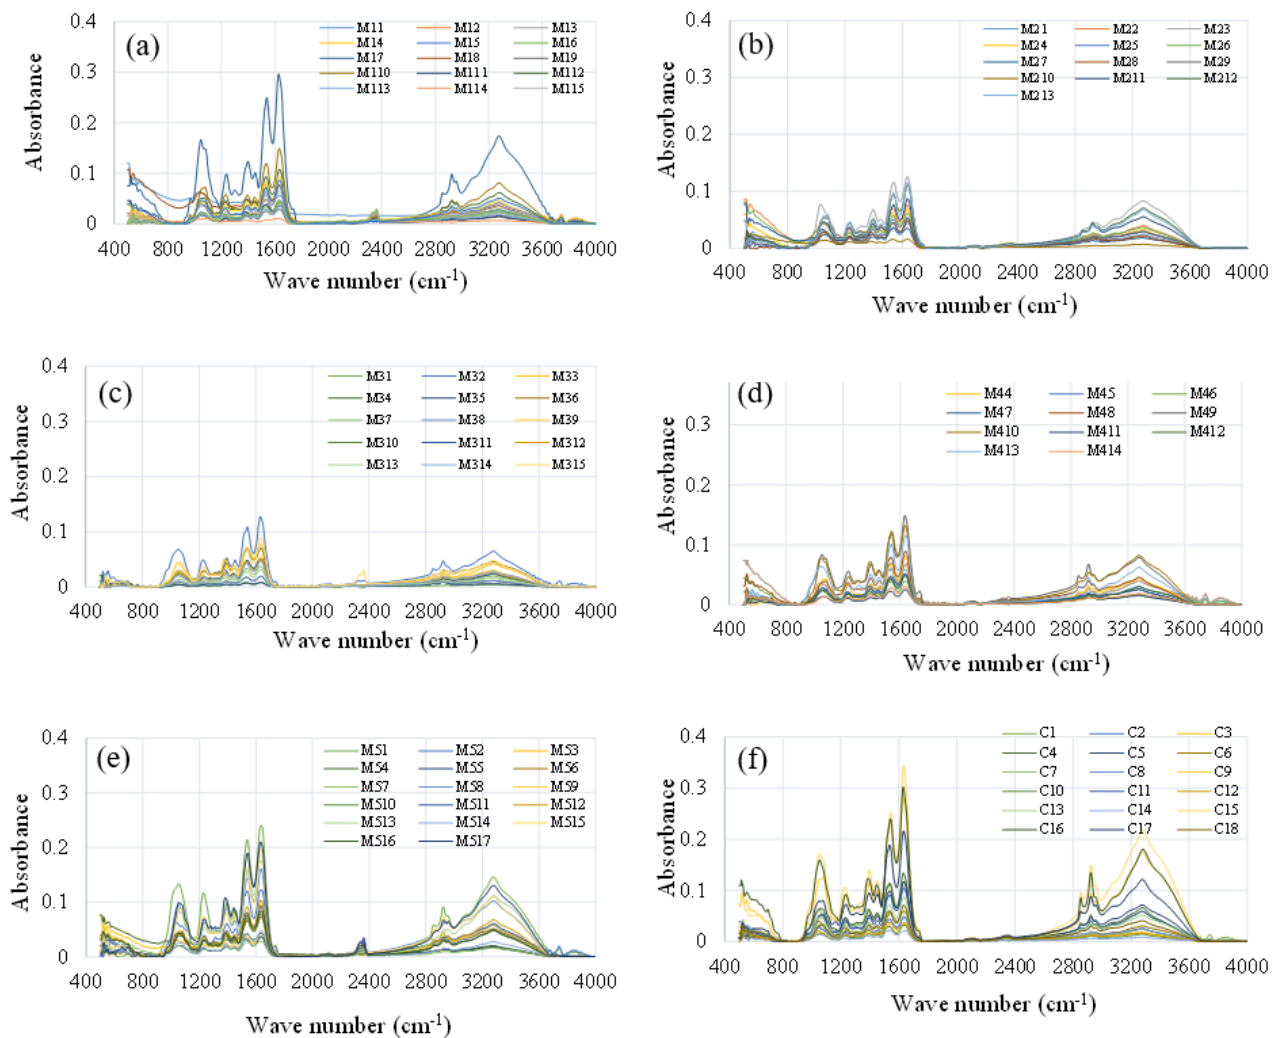 (a)
Absorbance
0.4
0.3
0.2
0.1
0
M11 M12 M13
M14 M15 M16
M17 M18 M19
M110 M111 M112
M113 M114 M115
400 800 1200 1600 2000 2400 2800 3200 3600 4000
Wave number (cm-1)
(b)
Absorbance
0.4
0.3
0.2
0.1
0
M21 M22 M23
M24 M25 M26
M27 M28 M29
M210 M211 M212
M213
400 800 1200 1600 2000 2400 2800 3200 3600 4000
Wave number (cm-1)
(c)
Absorbance
0.4
0.3
0.2
0.1
0
M31 M32 M33
M34 M35 M36
M37 M38 M39
M310 M311 M312
M313 M314 M315
400 800 1200 1600 2000 2400 2800 3200 3600 4000
Wave number (cm-1)
(d)
Absorbance
0.3
0.2
0.1
0
M44 M45 M46
M47 M48 M49
M410 M411 M412
M413 M414
400 800 1200 1600 2000 2400 2800 3200 3600 4000
Wave number (cm-1)
(e)
Absorbance
0.4
0.3
0.2
0.1
0
M51 M52 M53
M54 M55 M56
M57 M58 M59
M510 M511 M512
M513 M514 M515
M516 M517
400 800 1200 1600 2000 2400 2800 3200 3600 4000
Wave number (cm-1)
(f)
Absorbance
0.4
0.3
0.2
0.1
0
C1 C2 C3
C4 C5 C6
C7 C8 C9
C10 C11 C12
C13 C14 C15
C16 C17 C18
400 800 1200 1600 2000 2400 2800 3200 3600 4000
Wave number (cm-1)